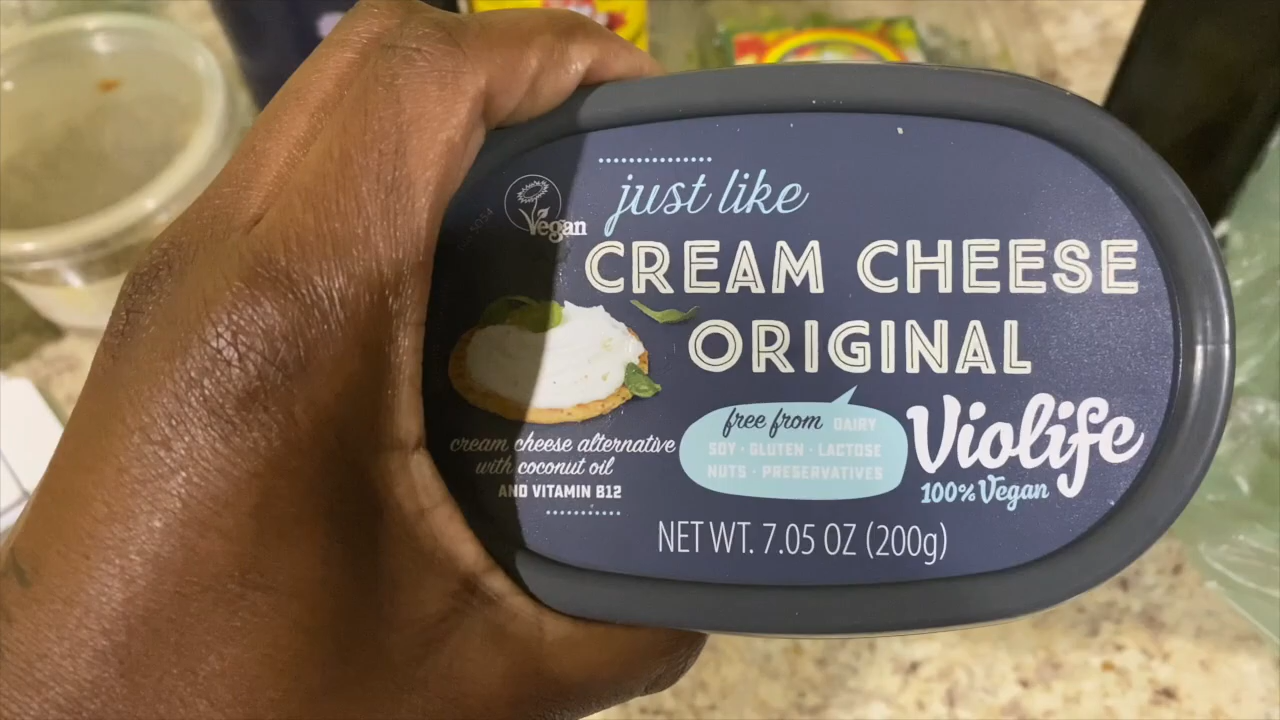 just like
Vegan
CREAM CHEESE
ORIGINAL
free from DAIRY
SOY · GLUTEN · LACTOSE
NUTS · PRESERVATIVES
cream cheese alternative
with coconut oil
AND VITAMIN B12
Violife
100% Vegan
NET WT. 7.05 OZ (200g)